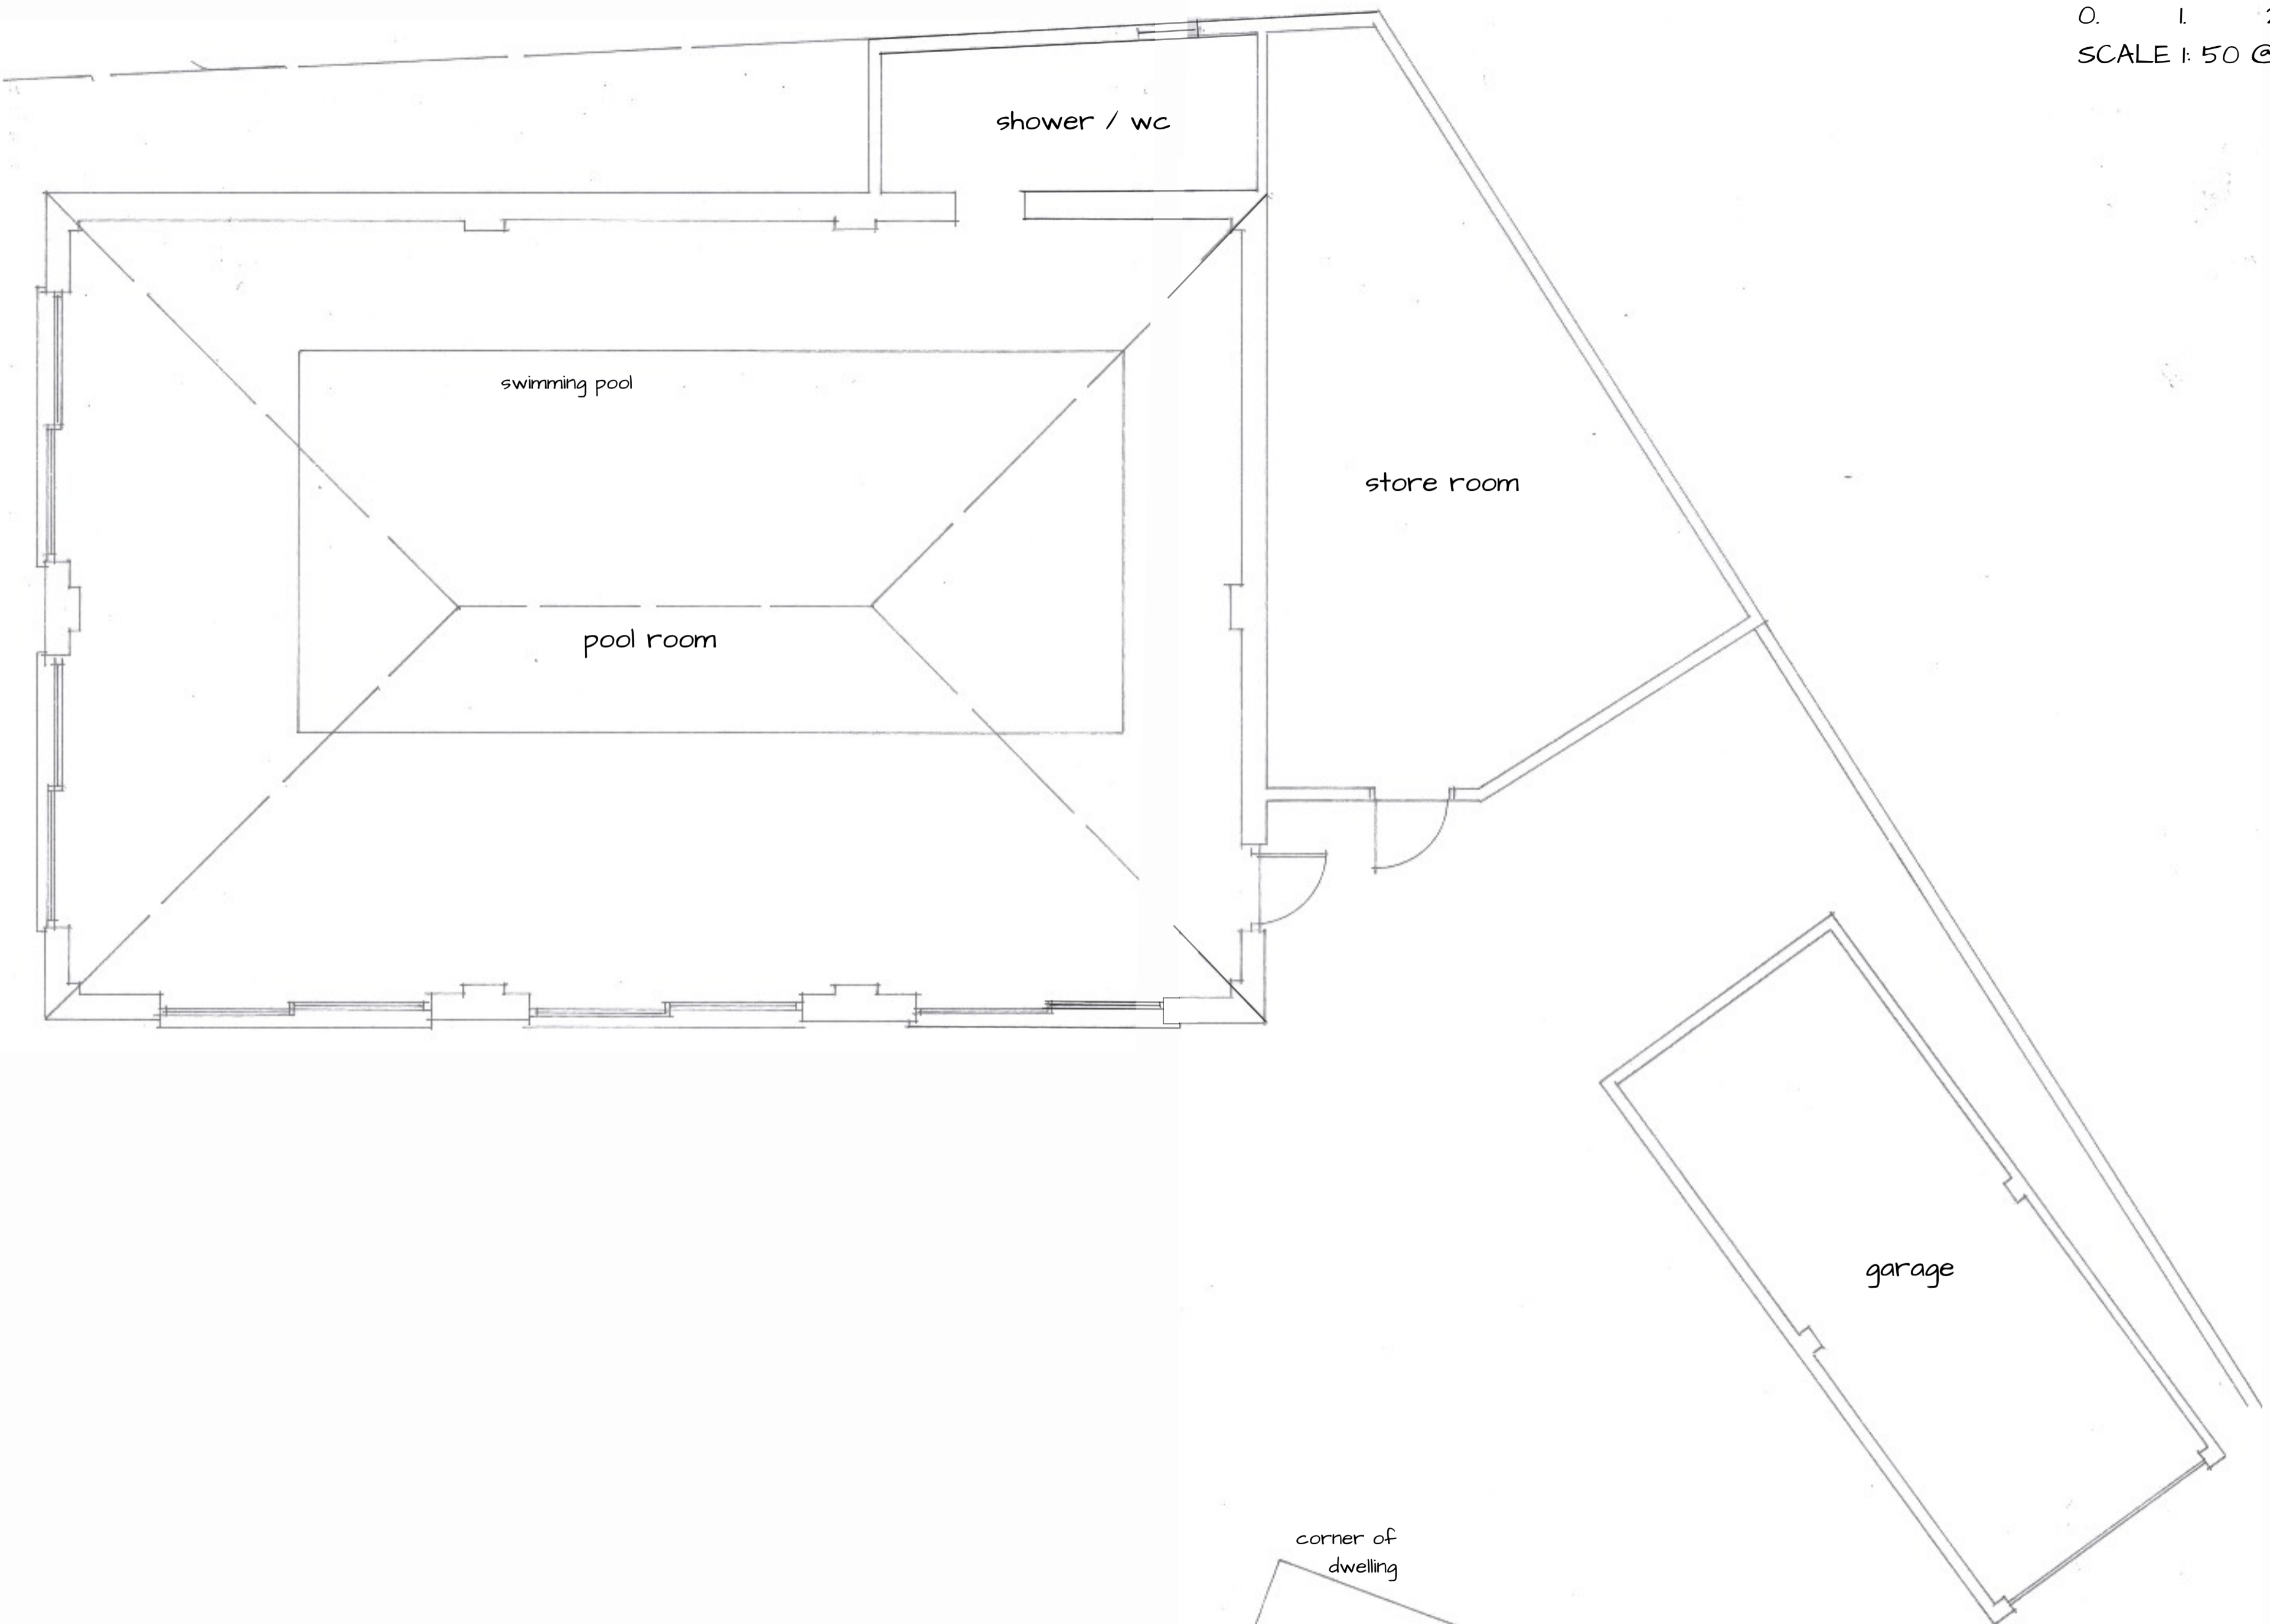 0. 1.
SCALE 1: 50 @
shower / wc
swimming pool
store room
pool room
garage
corner of
dwelling